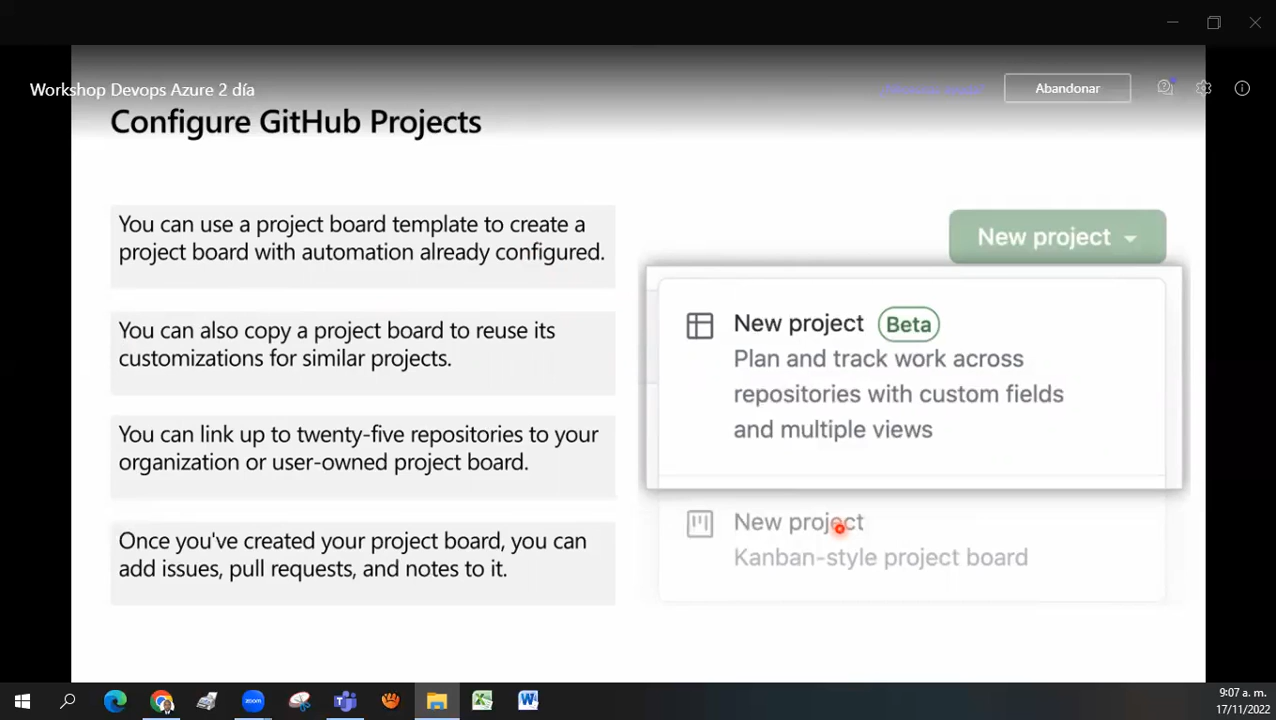 Workshop Devops Azure 2 día
Abandonar
Configure GitHub Projects
You can use a project board template to create a
project board with automation already configured.
You can also copy a project board to reuse its
customizations for similar projects.
You can link up to twenty-five repositories to your
organization or user-owned project board.
Once you've created your project board, you can
add issues, pull requests, and notes to it.
New project
New project Beta
Plan and track work across
repositories with custom fields
and multiple views
New project
Kanban-style project board
zoom
9:07 a. m.
17/11/2022